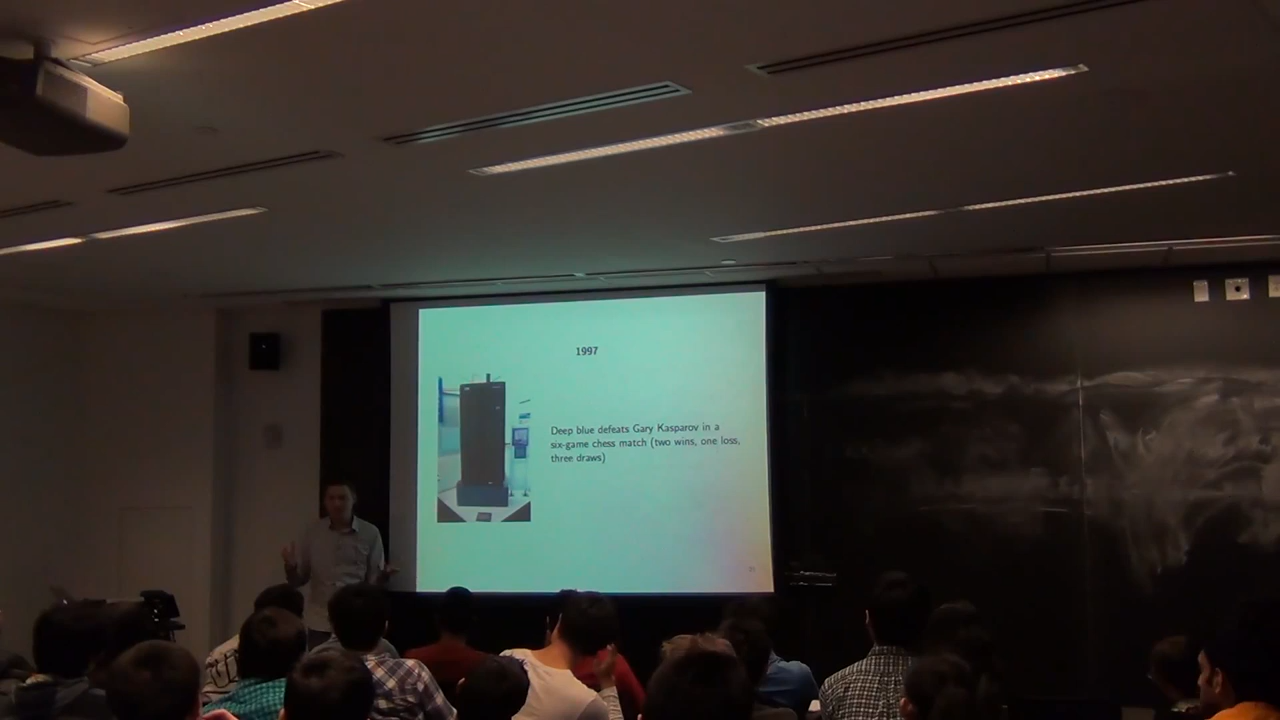 1997
Deep blue defeats Gary Kasparov in a
six-game chess match (two wins, one loss,
three draws)